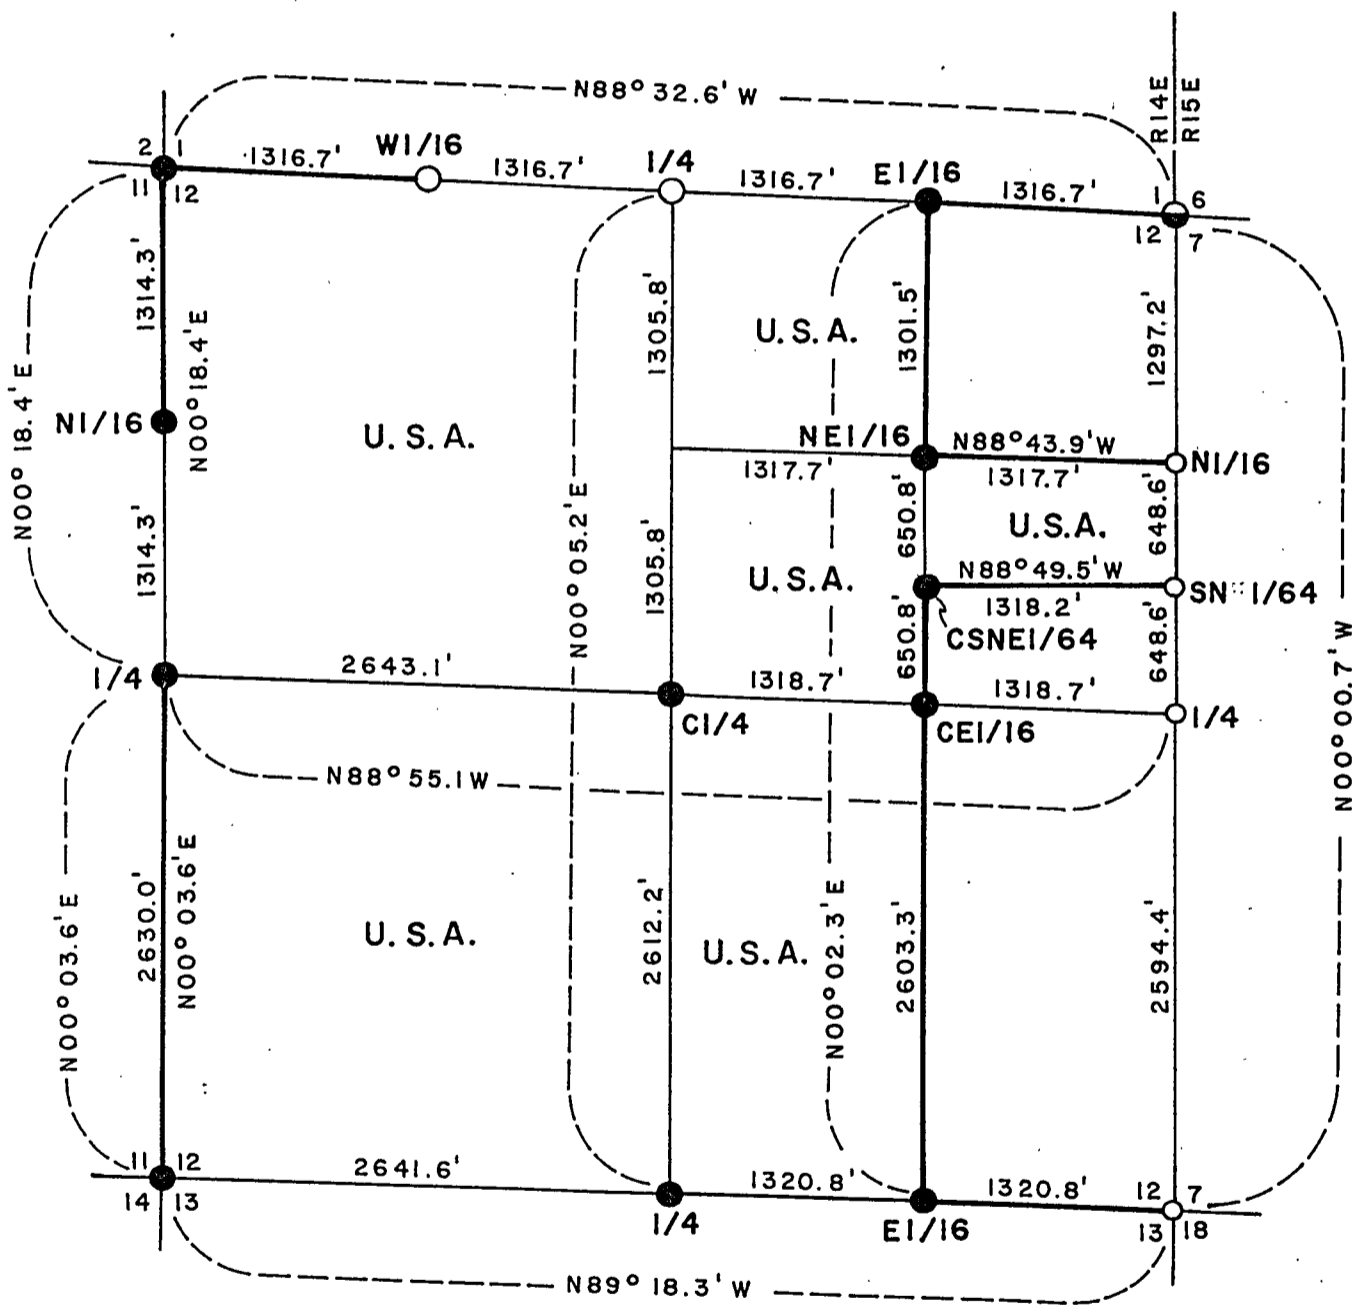 N88° 32.6' W
R14E
R15E
2 1
11 12
1316.7'
W1/16
1316.7'
1/4
1316.7'
E1/16
1316.7'
1 6
12 7
1314.3'
N00° 18.4' E
N00° 18.4' E
1305.8'
U.S.A.
1301.5'
1297.2'
N1/16
U.S.A.
NE1/16
N88° 43.9' W
N1/16
1317.7'
1317.7'
1314.3'
N00° 05.2' E
1305.8'
650.8'
U.S.A.
648.6'
U.S.A.
N88° 49.5' W
SN 1/64
1318.2'
CSNE1/64
650.8'
648.6'
N00° 00.7' W
1/4
2643.1'
1318.7'
1318.7'
C1/4
CE1/16
1/4
N88° 55.1 W
N00° 03.6' E
2630.0'
N00° 03.6' E
U.S.A.
2612.2'
U.S.A.
N00° 02.3' E
2603.3'
2594.4'
11 12
14 13
2641.6'
1320.8'
1320.8'
12 7
13 18
1/4
E1/16
N89° 18.3' W